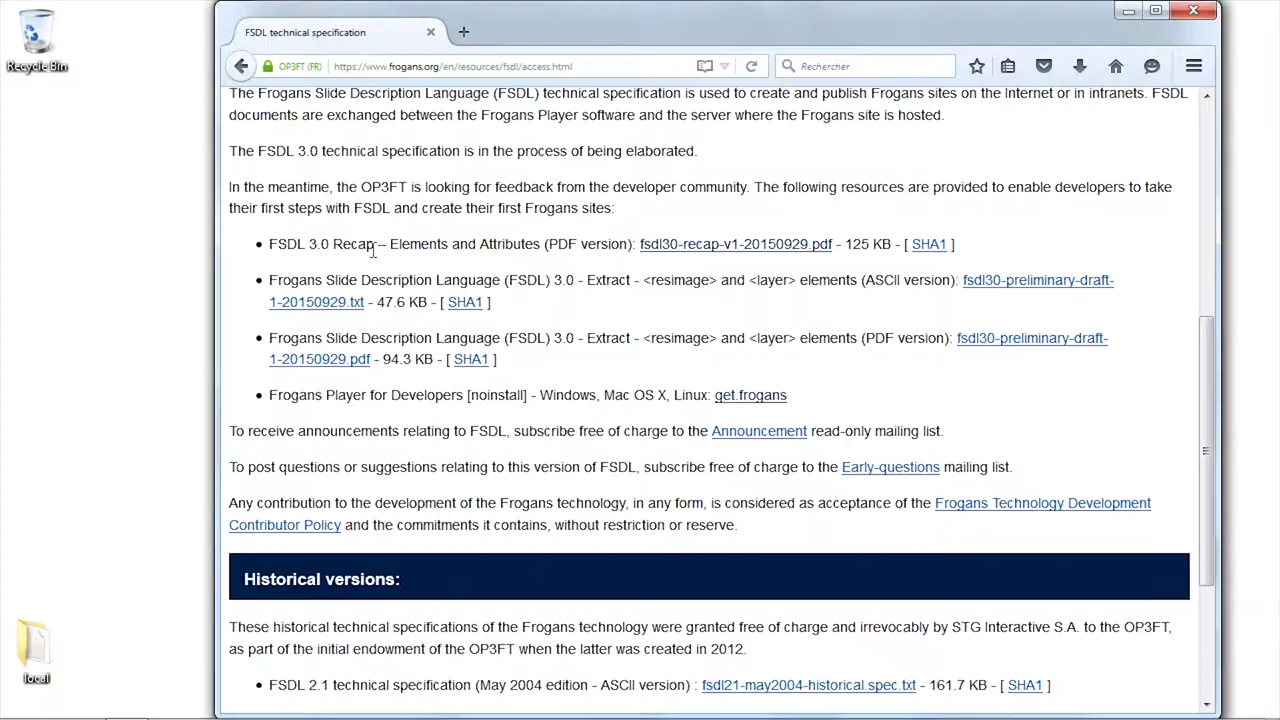 Recycle Bin
FSDL technical specification
OP3FT (FR) https://www.frogans.org/en/resources/fsdl/access.html Rechercher
The Frogans Slide Description Language (FSDL) technical specification is used to create and publish Frogans sites on the Internet or in intranets. FSDL
documents are exchanged between the Frogans Player software and the server where the Frogans site is hosted.
The FSDL 3.0 technical specification is in the process of being elaborated.
In the meantime, the OP3FT is looking for feedback from the developer community. The following resources are provided to enable developers to take
their first steps with FSDL and create their first Frogans sites:
• FSDL 3.0 Recap – Elements and Attributes (PDF version): fsdl30-recap-v1-20150929.pdf - 125 KB - [ SHA1 ]
• Frogans Slide Description Language (FSDL) 3.0 - Extract - <resimage> and <layer> elements (ASCII version): fsdl30-preliminary-draft-
1-20150929.txt - 47.6 KB - [ SHA1 ]
• Frogans Slide Description Language (FSDL) 3.0 - Extract - <resimage> and <layer> elements (PDF version): fsdl30-preliminary-draft-
1-20150929.pdf - 94.3 KB - [ SHA1 ]
• Frogans Player for Developers [noinstall] - Windows, Mac OS X, Linux: get.frogans
To receive announcements relating to FSDL, subscribe free of charge to the Announcement read-only mailing list.
To post questions or suggestions relating to this version of FSDL, subscribe free of charge to the Early-questions mailing list.
Any contribution to the development of the Frogans technology, in any form, is considered as acceptance of the Frogans Technology Development
Contributor Policy and the commitments it contains, without restriction or reserve.
Historical versions:
These historical technical specifications of the Frogans technology were granted free of charge and irrevocably by STG Interactive S.A. to the OP3FT,
as part of the initial endowment of the OP3FT when the latter was created in 2012.
• FSDL 2.1 technical specification (May 2004 edition - ASCII version) : fsdl21-may2004-historical.spec.txt - 161.7 KB - [ SHA1 ]
local